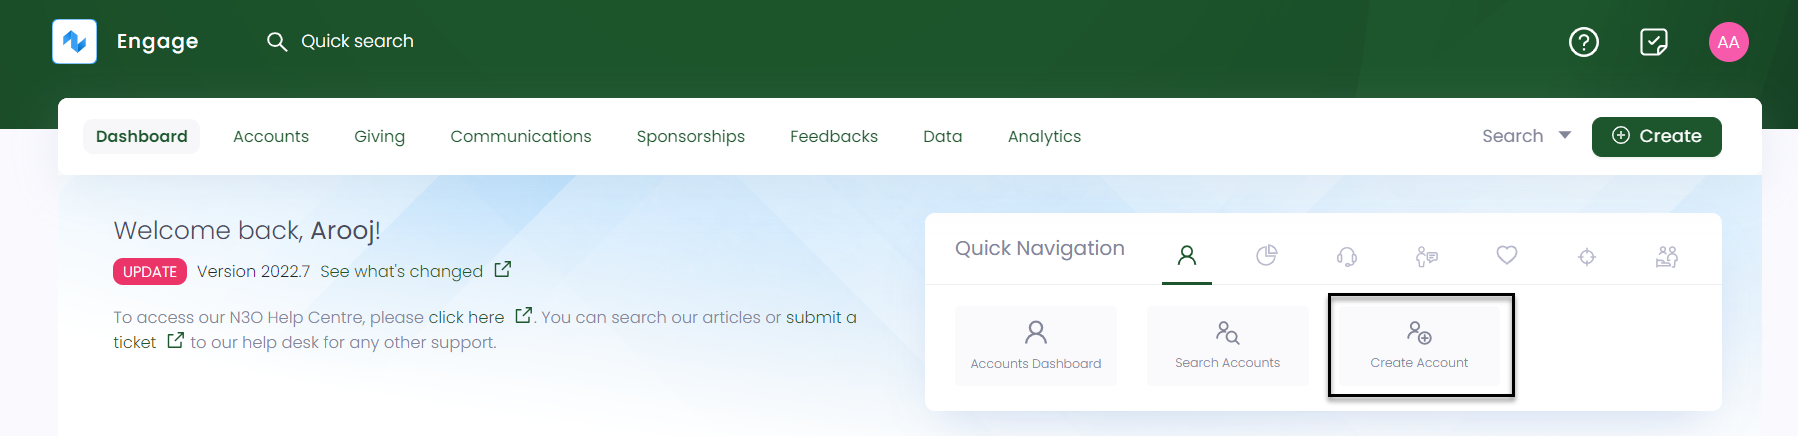 Engage
Quick search
AA
Dashboard Accounts Giving Communications Sponsorships Feedbacks Data Analytics Search Create
Welcome back, Arooj!
UPDATE Version 2022.7 See what's changed
To access our N3O Help Centre, please click here . You can search our articles or submit a
ticket to our help desk for any other support.
Quick Navigation
Accounts Dashboard
Search Accounts
Create Account